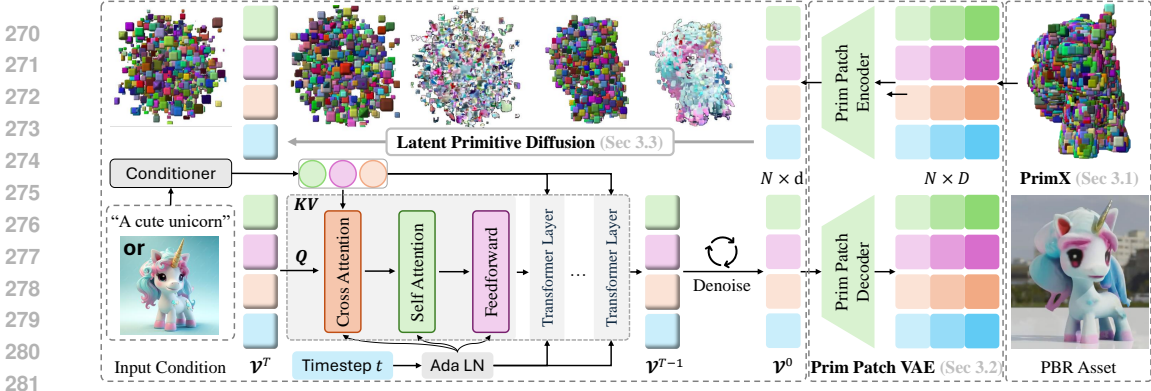 270
271
272
273
274
275
276
277
278
279
280
281
Prim Patch
Encoder
Latent Primitive Diffusion (Sec 3.3)
N × d
N × D
PrimX (Sec 3.1)
Conditioner
"A cute unicorn"
or
KV
Q
Cross Attention
Self Attention
Feedforward
Transformer Layer
...
Transformer Layer
Denoise
Prim Patch
Decoder
Timestep t
Ada LN
Input Condition
𝒱ᵀ
𝒱ᵀ⁻¹
𝒱⁰
Prim Patch VAE (Sec 3.2)
PBR Asset